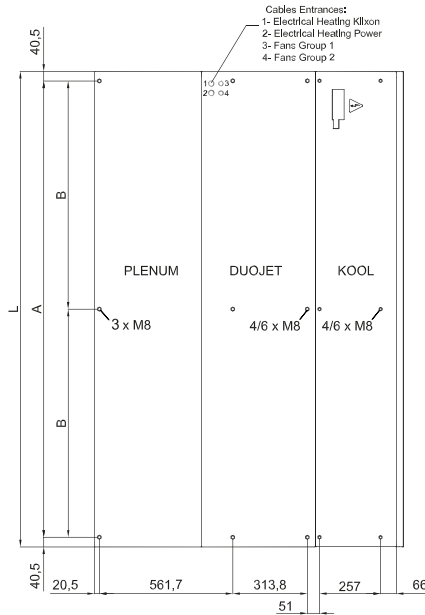 Cables Entrances:
1- Electrical Heating Klixon
2- Electrical Heating Power
3- Fans Group 1
4- Fans Group 2
40,5
1 3
2 4
B
PLENUM DUOJET KOOL
L
A
3 x M8 4/6 x M8 4/6 x M8
B
40,5
20,5 561,7 313,8 257 66
51